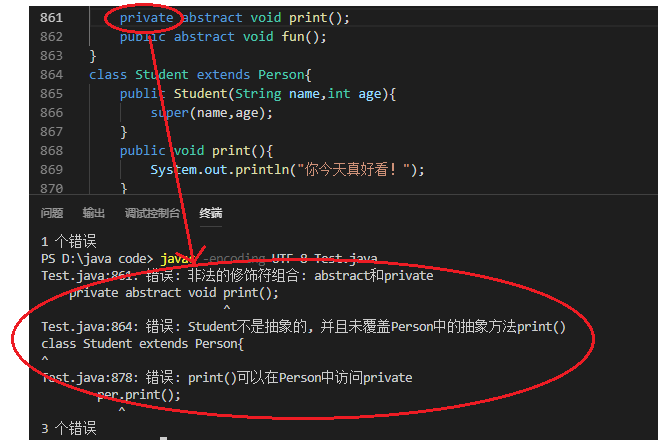 861 private abstract void print();
862 public abstract void fun();
863 }
864 class Student extends Person{
865 public Student(String name,int age){
866 super(name,age);
867 }
868 public void print(){
869 System.out.println("你今天真好看! ");
870 }
问题 输出 调试控制台 终端
1 个错误
PS D:\java code> javac -encoding UTF-8 Test.java
Test.java:861: 错误: 非法的修饰符组合: abstract和private
private abstract void print();
^
Test.java:864: 错误: Student不是抽象的, 并且未覆盖Person中的抽象方法print()
class Student extends Person{
^
Test.java:878: 错误: print()可以在Person中访问private
per.print();
^
3 个错误